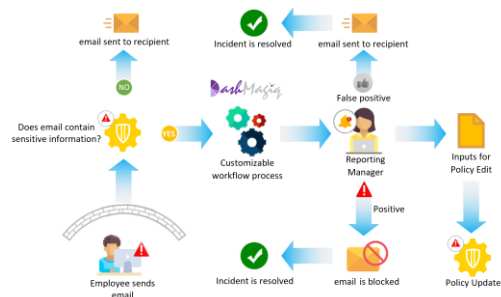 email sent to recipient
Incident is resolved
email sent to recipient
NO
DashMagiq
False positive
Does email contain
sensitive information?
YES
Customizable
workflow process
Reporting
Manager
Inputs for
Policy Edit
Positive
Employee sends
email
Incident is resolved
email is blocked
Policy Update